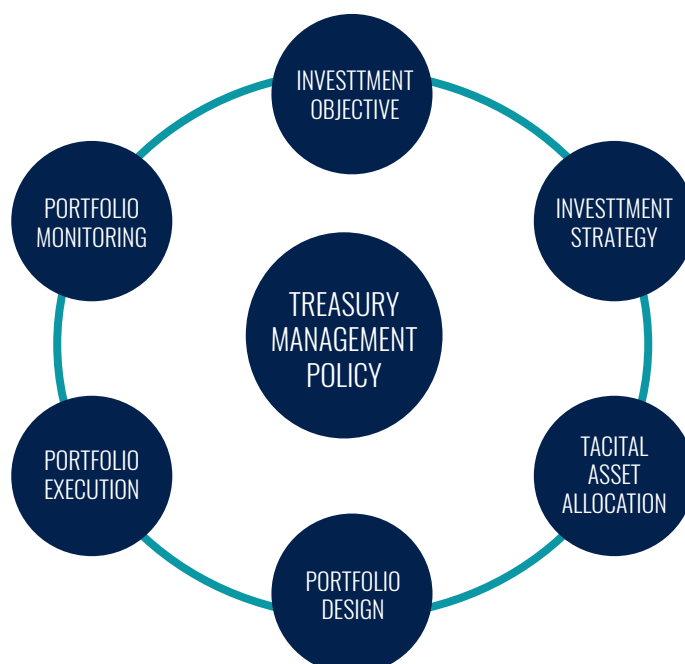 INVESTTMENT
OBJECTIVE
INVESTTMENT
STRATEGY
TACITAL
ASSET
ALLOCATION
PORTFOLIO
DESIGN
PORTFOLIO
EXECUTION
PORTFOLIO
MONITORING
TREASURY
MANAGEMENT
POLICY